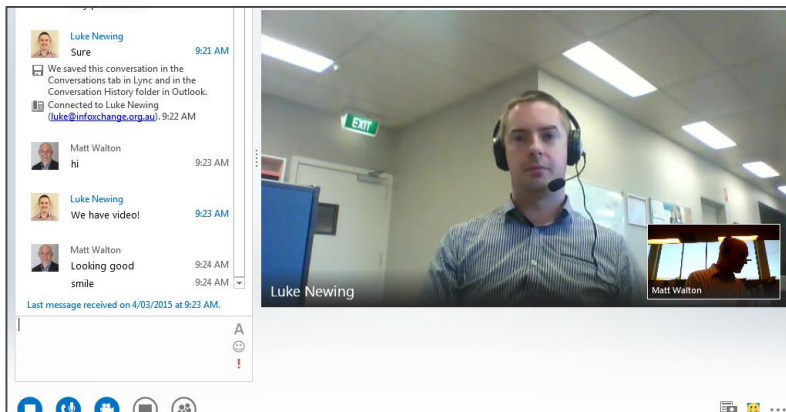 Luke Newing
Sure 9:21 AM
We saved this conversation in the
Conversations tab in Lync and in the
Conversation History folder in Outlook.
Connected to Luke Newing
(luke@infoxchange.org.au). 9:22 AM
Matt Walton
hi 9:23 AM
Luke Newing
We have video! 9:23 AM
Matt Walton
Looking good 9:24 AM
smile 9:24 AM
Last message received on 4/03/2015 at 9:23 AM.
A
!
EXIT
Luke Newing
Matt Walton